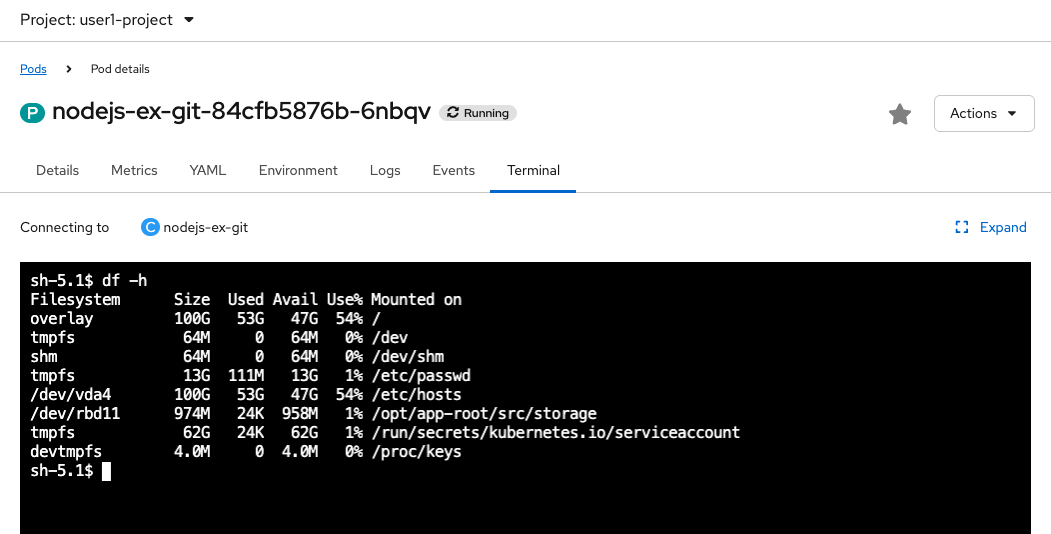 Project: user1-project
Pods > Pod details
P nodejs-ex-git-84cfb5876b-6nbqv Running
Actions
Details Metrics YAML Environment Logs Events Terminal
Connecting to C nodejs-ex-git Expand
sh-5.1$ df -h
Filesystem      Size  Used Avail Use% Mounted on
overlay         100G   53G   47G  54% /
tmpfs            64M     0   64M   0% /dev
shm              64M     0   64M   0% /dev/shm
tmpfs            13G  111M   13G   1% /etc/passwd
/dev/vda4       100G   53G   47G  54% /etc/hosts
/dev/rbd11      974M   24K  958M   1% /opt/app-root/src/storage
tmpfs            62G   24K   62G   1% /run/secrets/kubernetes.io/serviceaccount
devtmpfs        4.0M     0  4.0M   0% /proc/keys
sh-5.1$